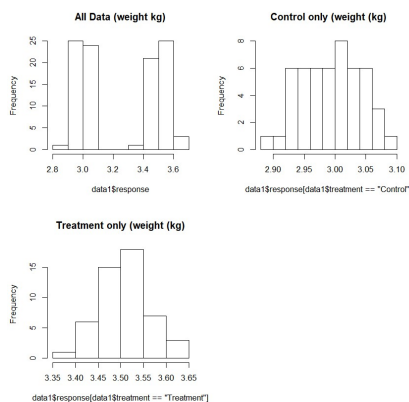 All Data (weight kg)
Frequency
0
5
10
15
20
25
2.8 3.0 3.2 3.4 3.6
data1$response
Control only (weight (kg)
Frequency
0
2
4
6
8
2.90 2.95 3.00 3.05 3.10
data1$response[data1$treatment == "Control"
Treatment only (weight (kg)
Frequency
0
5
10
15
3.35 3.40 3.45 3.50 3.55 3.60 3.65
data1$response[data1$treatment == "Treatment"]